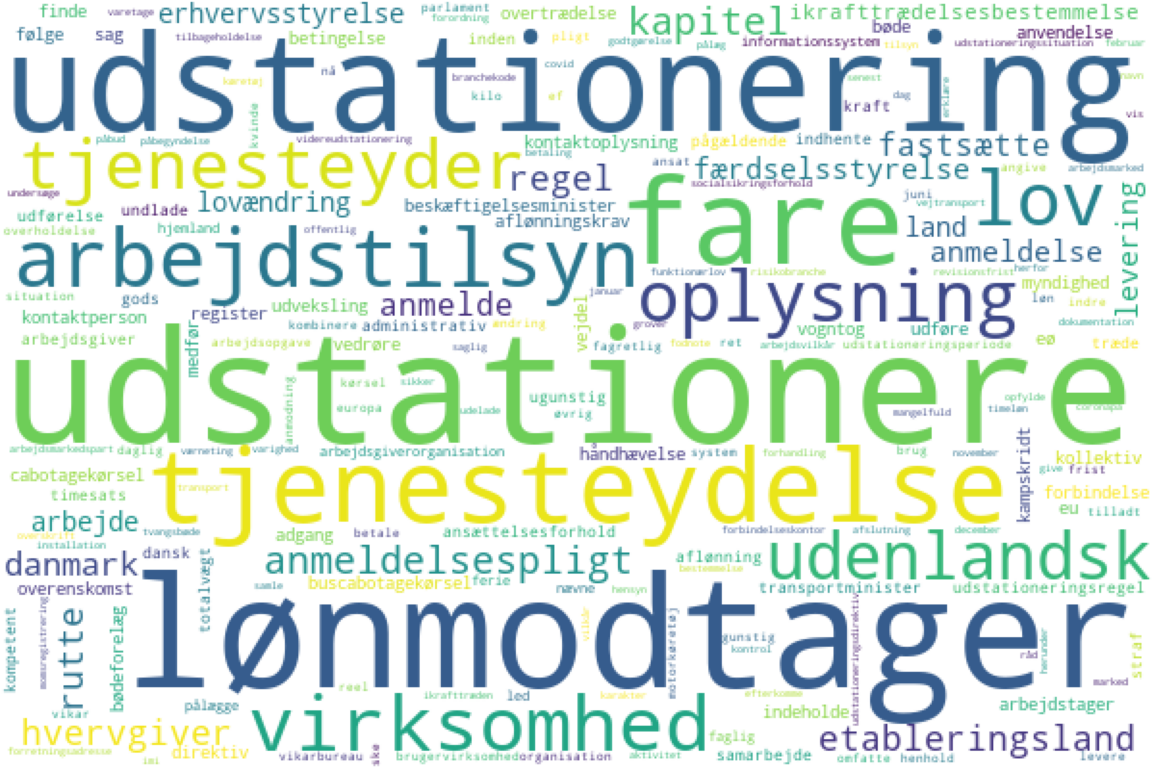 finde
varetage
erhvervsstyrelse
parlament
forordning
overtrædelse
kapitel
ikrafttrædelsesbestemmelse
følge
sag
tilbageholdelse
betingelse
inden
pligt
godtgørelse
pålæg
informationssystem
bøde
tilsyn
anvendelse
udstationeringssituation
februar
udstationering
køretøj
nå
branchekode
covid
kilo
ef
senest
dag
kraft
erklære
navn
vis
påbud
påbegyndelse
kvinde
videreudstationering
kontaktoplysning
pågældende
indhente
fastsætte
tjenesteyder
betaling
regel
ansat
færdselsstyrelse
angive
arbejdsmarked
undersøge
socialsikringsforhold
fare
juni
vejtransport
lov
levering
udførelse
undlade
lovændring
beskæftigelsesminister
aflønningskrav
land
overholdelse
hjemland
offentlig
arbejdstilsyn
anmeldelse
funktionærlov
risikobranche
revisionsfrist
herfor
myndighed
situation
gods
udveksling
anmelde
januar
oplysning
løn
indre
kontaktperson
register
kombinere
administrativ
ændring
vejdel
grover
vogntog
udføre
dokumentation
arbejdsgiver
medfør
arbejdsopgave
vedrøre
saglig
fagretlig
fodnote
ret
arbejdsvilkår
udstationeringsperiode
eø
træde
udstationere
anmodning
kørsel
sikker
europa
udelade
ugunstig
øvrig
mangelfuld
timeløn
opfylde
coronapa
arbejdsmarkedspart
daglig
værneting
varighed
arbejdsgiverorganisation
håndhævelse
system
forhandling
brug
november
kampskridt
kollektiv
give
frist
cabotagekørsel
tjenesteydelse
transport
timesats
forbindelse
eu
tilladt
overskrift
arbejde
tvangsbøde
adgang
betale
ansættelsesforhold
forbindelseskontor
afslutning
december
installation
danmark
dansk
totalvægt
anmeldelsespligt
aflønning
bestemmelse
udenlandsk
overenskomst
samle
buscabotagekørsel
ferie
nævne
hensyn
transportminister
udstationeringsregel
kompetent
momsregistrering
rutte
bødeforelæg
lønmodtager
vilkår
motorkøretøj
gunstig
kontrol
udstationeringsdirektiv
råd
herunder
marked
straf
vikar
pålægge
reel
ikrafttræden
led
karakter
efterkomme
indeholde
arbejdstager
hvervgiver
virksomhed
faglig
etableringsland
forretningsadresse
imi
direktiv
vikarbureau
ske
brugervirksomhed
organisation
aktivitet
samarbejde
omfatte
henhold
levere